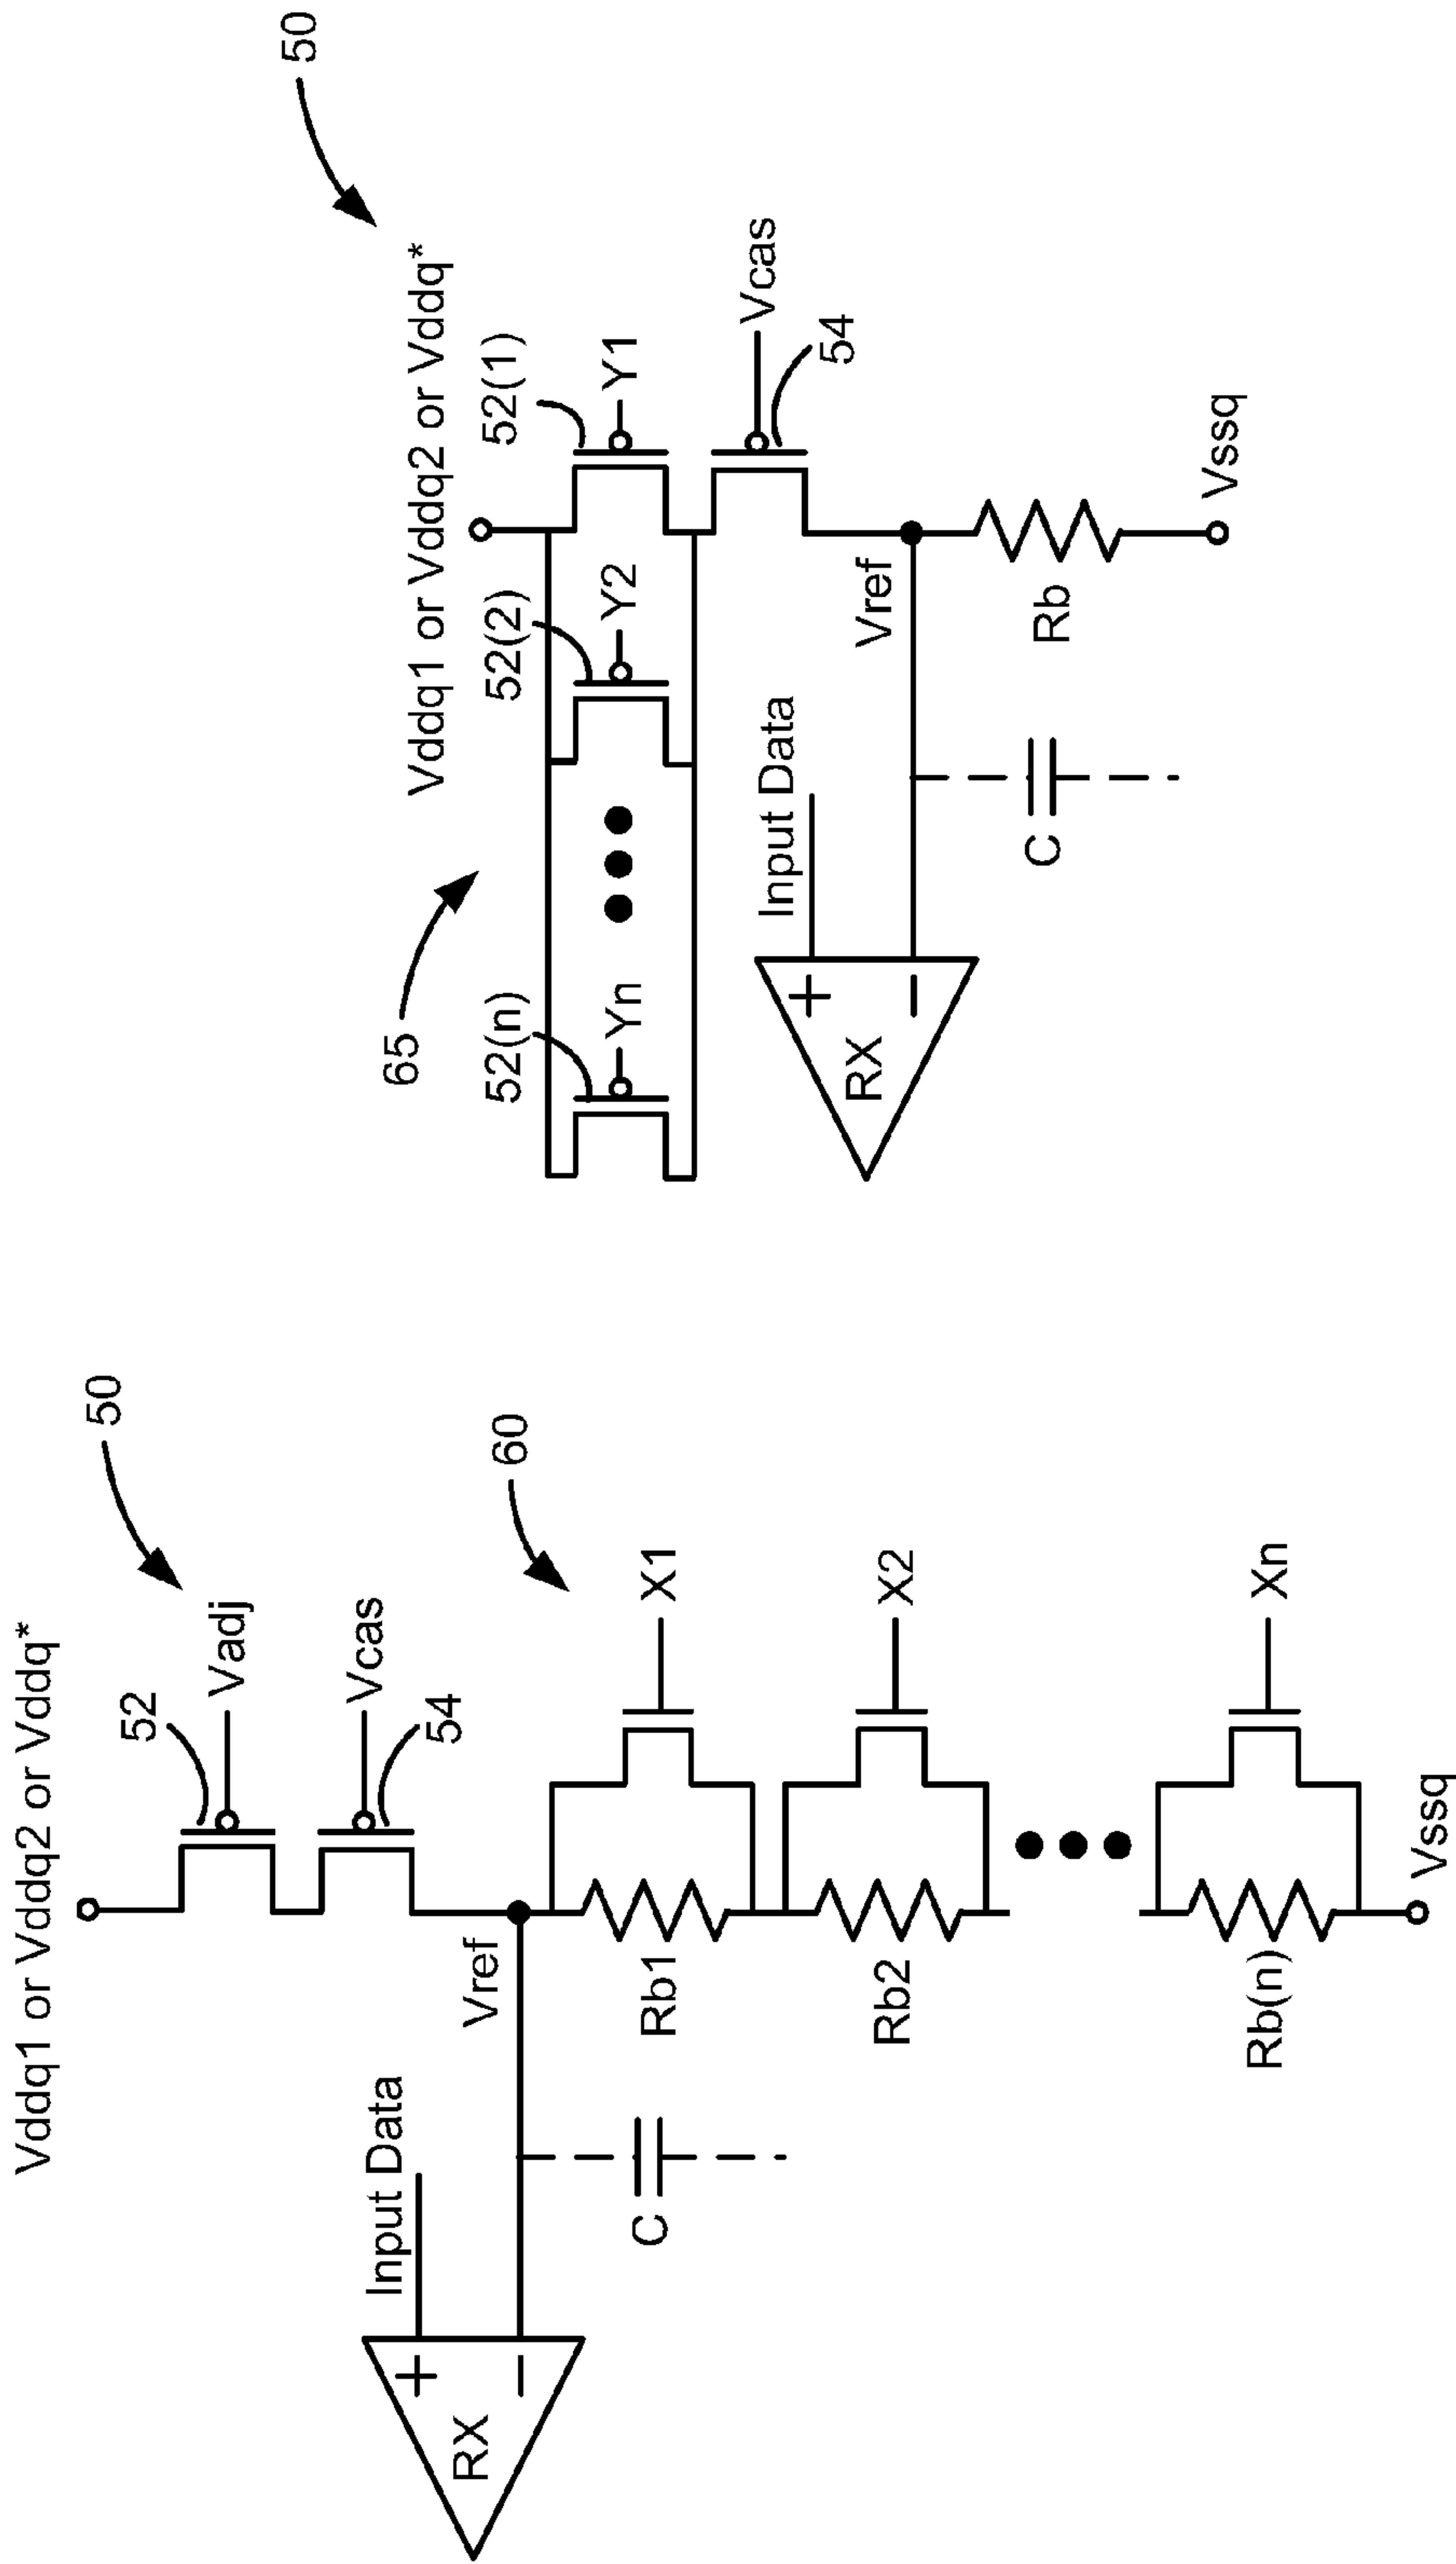 Vddq1 or Vddq2 or Vddq*
50
52
Vadj
Vcas
54
60
Input Data
Vref
+
−
RX
C
Rb1
X1
Rb2
X2
Rb(n)
Xn
Vssq
50
Vddq1 or Vddq2 or Vddq*
65
52(n)
52(2)
52(1)
Yn
Y2
Y1
Vcas
54
Input Data
Vref
+
−
RX
C
Rb
Vssq